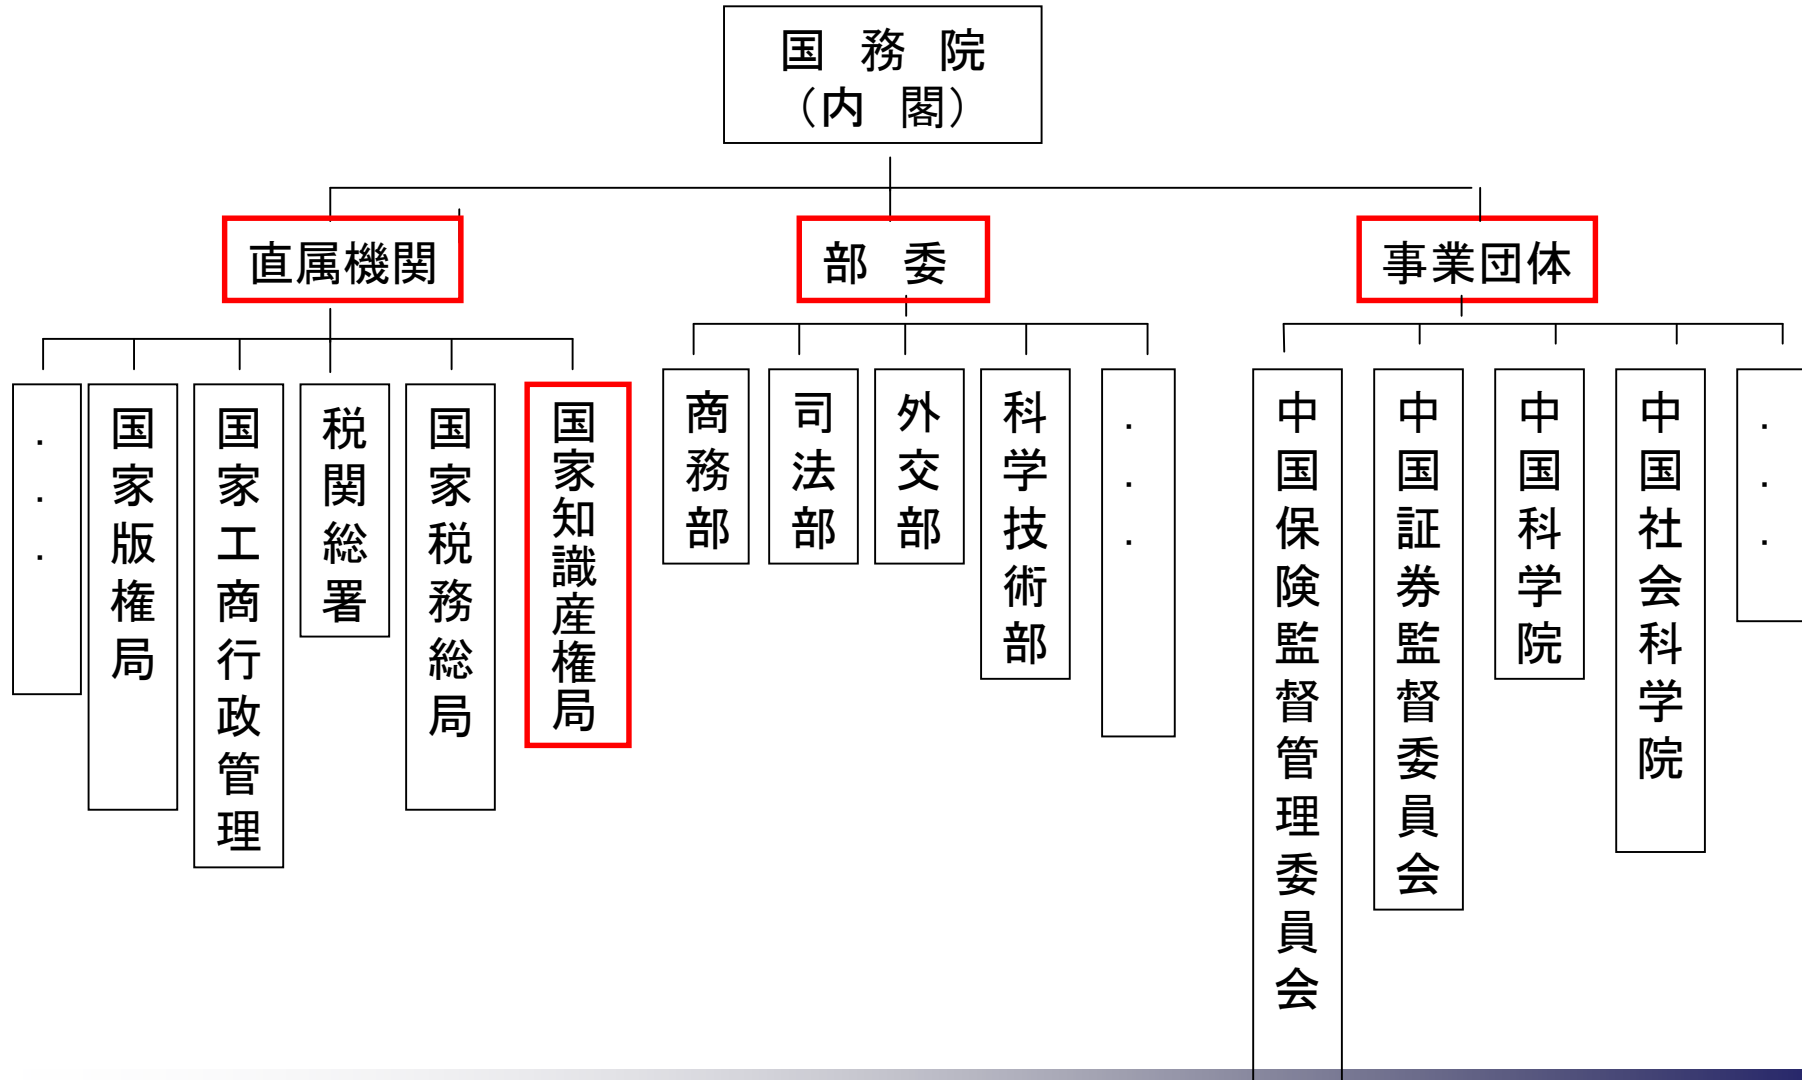 国 務 院
（内 閣）
直属機関
部 委
事業団体
...
国家版権局
国家工商行政管理
税関総署
国家税務総局
国家知識産権局
商務部
司法部
外交部
科学技術部
...
中国保険監督管理委員会
中国証券監督委員会
中国科学院
中国社会科学院
...